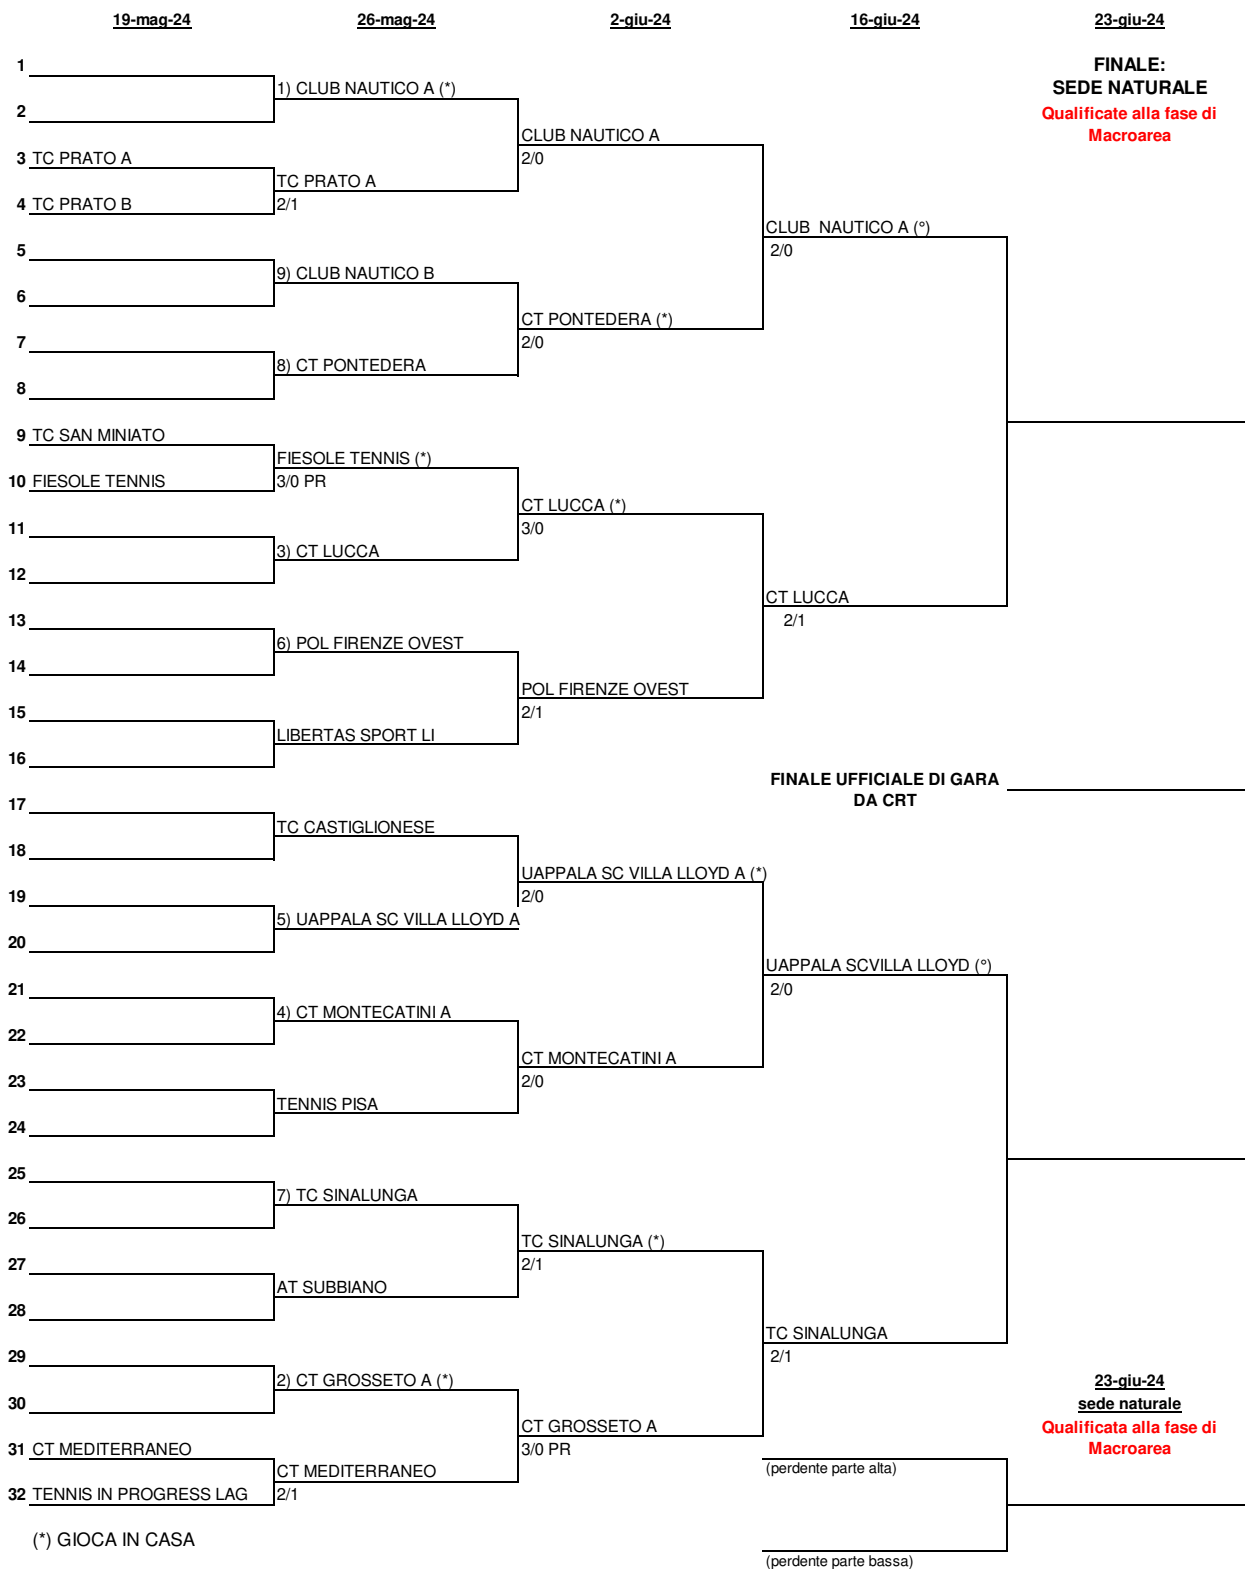 19-mag-24 26-mag-24 2-giu-24 16-giu-24 23-giu-24
1
FINALE:
SEDE NATURALE
1) CLUB NAUTICO A (*)
2
Qualificate alla fase di
Macroarea
CLUB NAUTICO A
2/0
3 TC PRATO A
TC PRATO A
2/1
4 TC PRATO B
CLUB  NAUTICO A (°)
2/0
5
9) CLUB NAUTICO B
6
CT PONTEDERA (*)
2/0
7
8) CT PONTEDERA
8
9 TC SAN MINIATO
FIESOLE TENNIS (*)
3/0 PR
10 FIESOLE TENNIS
CT LUCCA (*)
3/0
11
3) CT LUCCA
12
CT LUCCA
2/1
13
6) POL FIRENZE OVEST
14
POL FIRENZE OVEST
2/1
15
LIBERTAS SPORT LI
16
FINALE UFFICIALE DI GARA
DA CRT
17
TC CASTIGLIONESE
18
UAPPALA SC VILLA LLOYD A (*)
2/0
19
5) UAPPALA SC VILLA LLOYD A
20
UAPPALA SCVILLA LLOYD (°)
2/0
21
4) CT MONTECATINI A
22
CT MONTECATINI A
2/0
23
TENNIS PISA
24
25
7) TC SINALUNGA
26
TC SINALUNGA (*)
2/1
27
AT SUBBIANO
28
TC SINALUNGA
2/1
29
2) CT GROSSETO A (*)
30
23-giu-24
sede naturale
Qualificata alla fase di
Macroarea
CT GROSSETO A
3/0 PR
31 CT MEDITERRANEO
CT MEDITERRANEO
2/1
(perdente parte alta)
32 TENNIS IN PROGRESS LAG
(*) GIOCA IN CASA
(perdente parte bassa)